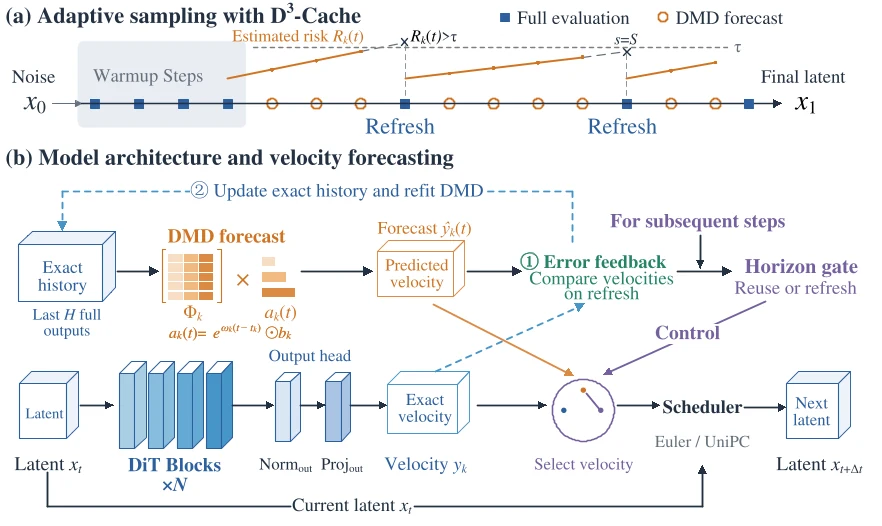 (a) Adaptive sampling with D³-Cache
Full evaluation
DMD forecast
Estimated risk Rₖ(t)
Rₖ(t)>τ
s=S
τ
Noise
Warmup Steps
Final latent
x₀
x₁
Refresh
Refresh
(b) Model architecture and velocity forecasting
② Update exact history and refit DMD
For subsequent steps
Forecast ŷₖ(t)
DMD forecast
Exact
history
×
Predicted
velocity
① Error feedback
Compare velocities
on refresh
Horizon gate
Reuse or refresh
Last H full
outputs
Φₖ
aₖ(t)
aₖ(t)= e^{ωₖ(t−tₖ)} ⊙bₖ
Control
Output head
Latent
Exact
velocity
Scheduler
Next
latent
Euler / UniPC
Latent xₜ
DiT Blocks
×N
Normₒᵤₜ
Projₒᵤₜ
Velocity yₖ
Select velocity
Latent x_{t+Δt}
Current latent xₜ